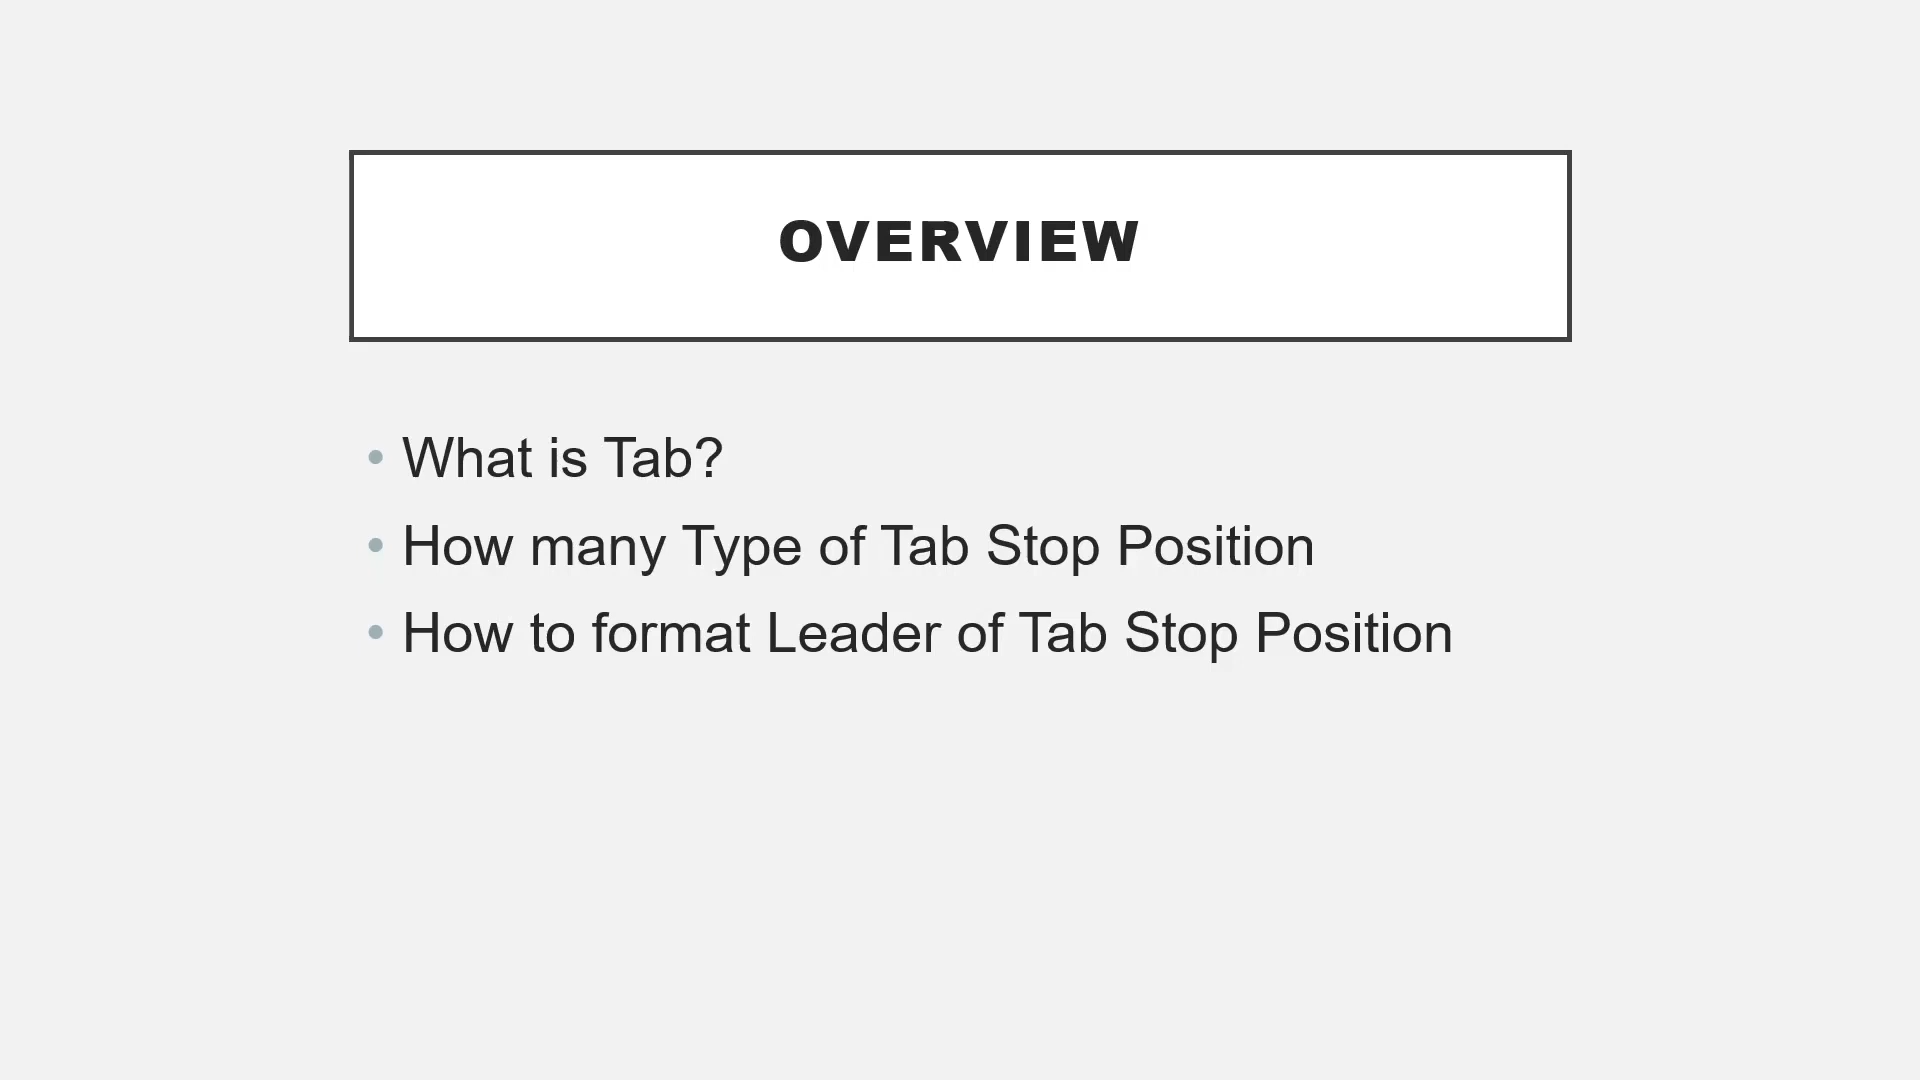 OVERVIEW
• What is Tab?
• How many Type of Tab Stop Position
• How to format Leader of Tab Stop Position